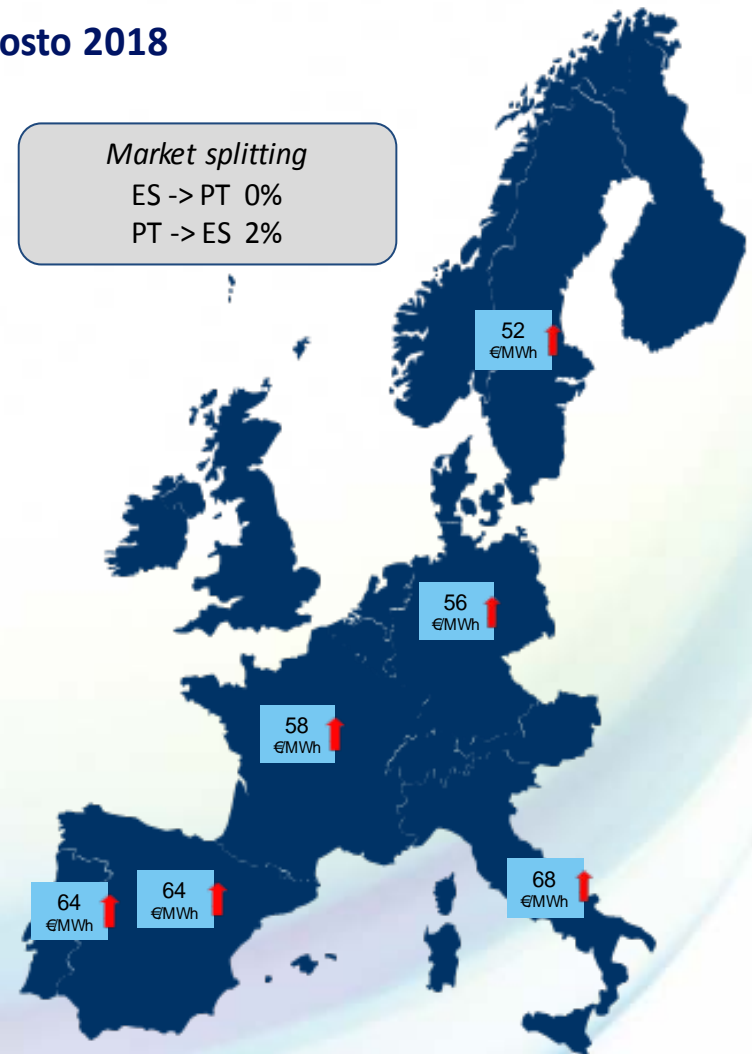 osto 2018
Market splitting
ES -> PT 0%
PT -> ES 2%
52
€/MWh
56
€/MWh
58
€/MWh
64
€/MWh
64
€/MWh
68
€/MWh